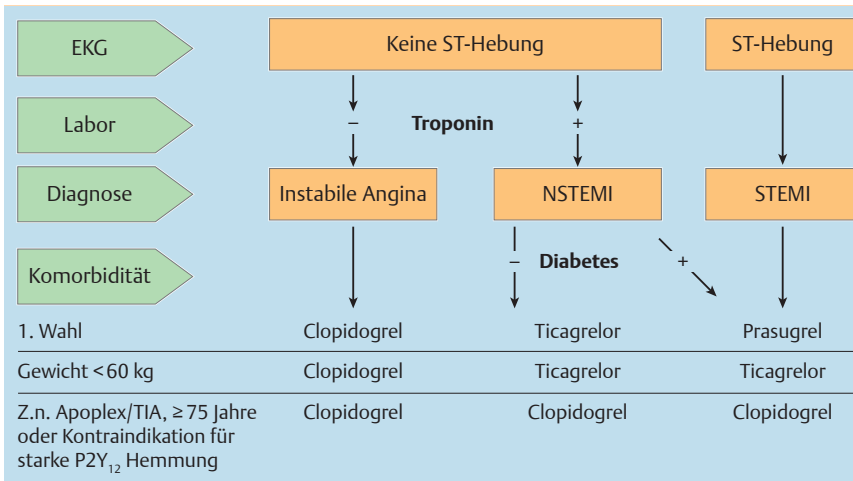 EKG
Keine ST-Hebung
ST-Hebung
Labor
– Troponin +
Diagnose
Instabile Angina
NSTEMI
STEMI
Komorbidität
– Diabetes +
1. Wahl Clopidogrel Ticagrelor Prasugrel
Gewicht <60 kg Clopidogrel Ticagrelor Ticagrelor
Z.n. Apoplex/TIA, ≥75 Jahre Clopidogrel Clopidogrel Clopidogrel
oder Kontraindikation für
starke P2Y₁₂ Hemmung